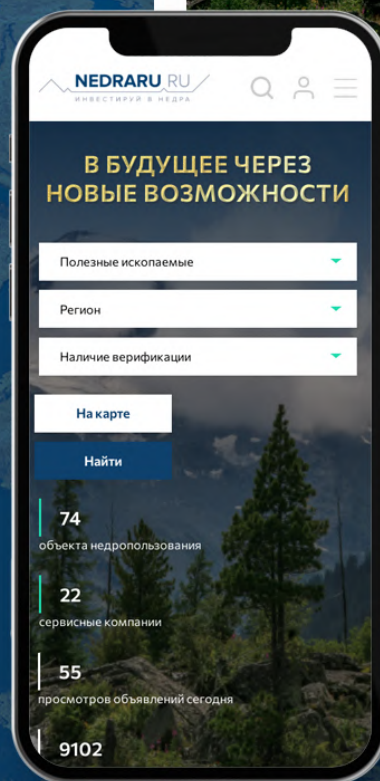 NEDRARU RU
ИНВЕСТИРУЙ В НЕДРА
В БУДУЩЕЕ ЧЕРЕЗ
НОВЫЕ ВОЗМОЖНОСТИ
Полезные ископаемые
Регион
Наличие верификации
На карте
Найти
74
объекта недропользования
22
сервисные компании
55
просмотров объявлений сегодня
9102